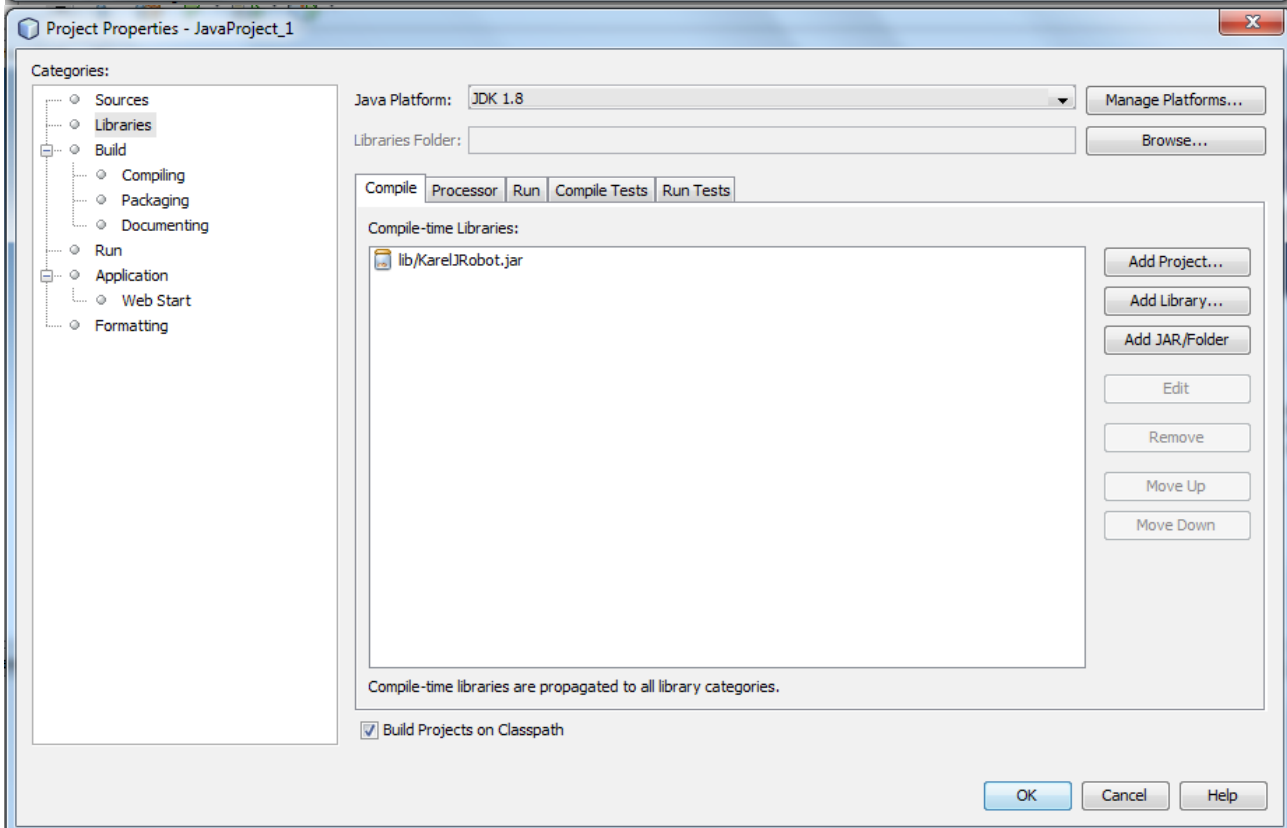 Project Properties - JavaProject_1
Categories:
Sources
Libraries
Build
Compiling
Packaging
Documenting
Run
Application
Web Start
Formatting
Java Platform: JDK 1.8 Manage Platforms...
Libraries Folder: Browse...
Compile Processor Run Compile Tests Run Tests
Compile-time Libraries:
lib/KarelJRobot.jar
Add Project...
Add Library...
Add JAR/Folder
Edit
Remove
Move Up
Move Down
Compile-time libraries are propagated to all library categories.
Build Projects on Classpath
OK Cancel Help